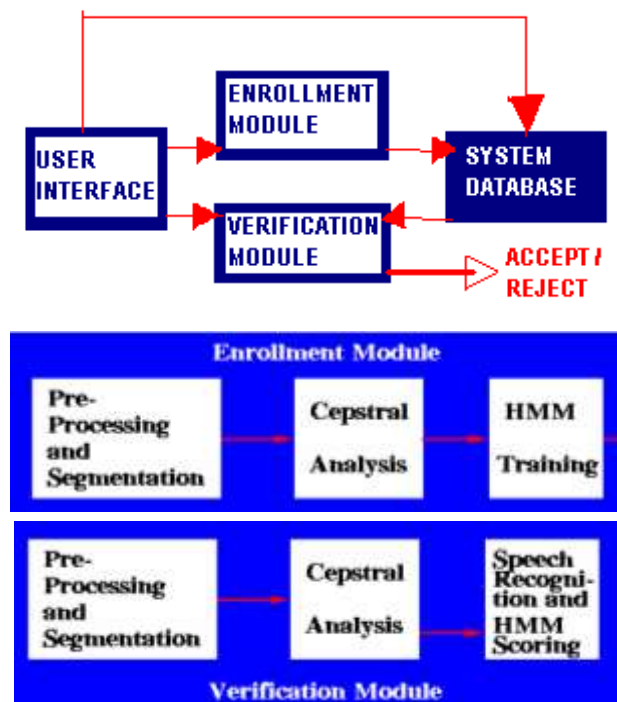 ENROLLMENT
MODULE
USER
INTERFACE
SYSTEM
DATABASE
VERIFICATION
MODULE
ACCEPT /
REJECT
Enrollment Module
Pre-
Processing
and
Segmentation
Cepstral
Analysis
HMM
Training
Pre-
Processing
and
Segmentation
Cepstral
Analysis
Speech
Recogni-
tion and
HMM
Scoring
Verification Module